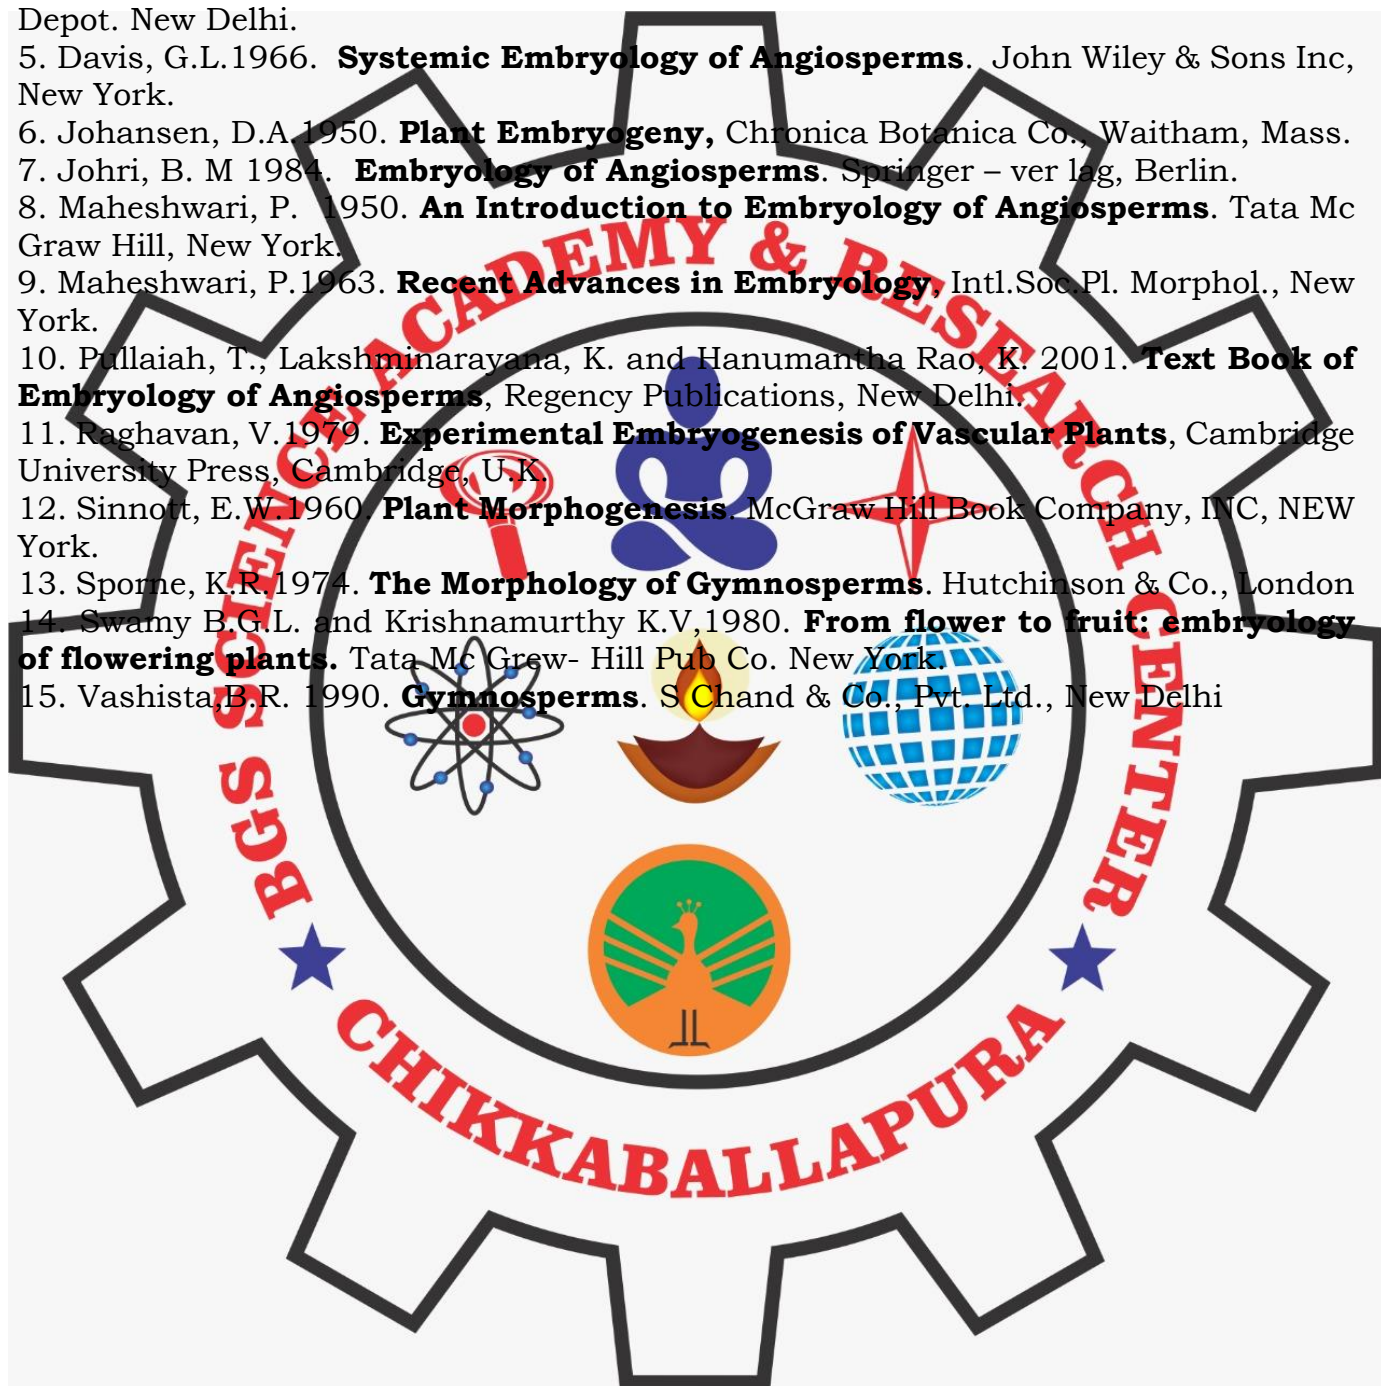 Depot. New Delhi.
5. Davis, G.L.1966. Systemic Embryology of Angiosperms. John Wiley & Sons Inc,
New York.
6. Johansen, D.A.1950. Plant Embryogeny, Chronica Botanica Co., Waitham, Mass.
7. Johri, B. M 1984. Embryology of Angiosperms. Springer – ver lag, Berlin.
8. Maheshwari, P. 1950. An Introduction to Embryology of Angiosperms. Tata Mc
Graw Hill, New York.
9. Maheshwari, P.1963. Recent Advances in Embryology, Intl.Soc.Pl. Morphol., New
York.
10. Pullaiah, T., Lakshminarayana, K. and Hanumantha Rao, K. 2001. Text Book of
Embryology of Angiosperms, Regency Publications, New Delhi.
11. Raghavan, V.1979. Experimental Embryogenesis of Vascular Plants, Cambridge
University Press, Cambridge, U.K.
12. Sinnott, E.W.1960. Plant Morphogenesis. McGraw Hill Book Company, INC, NEW
York.
13. Sporne, K.R.1974. The Morphology of Gymnosperms. Hutchinson & Co., London
14. Swamy B.G.L. and Krishnamurthy K.V,1980. From flower to fruit: embryology
of flowering plants. Tata Mc Grew- Hill Pub Co. New York.
15. Vashista,B.R. 1990. Gymnosperms. S Chand & Co., Pvt. Ltd., New Delhi
BGS SCIENCE ACADEMY & RESEARCH CENTER
CHIKKABALLAPURA